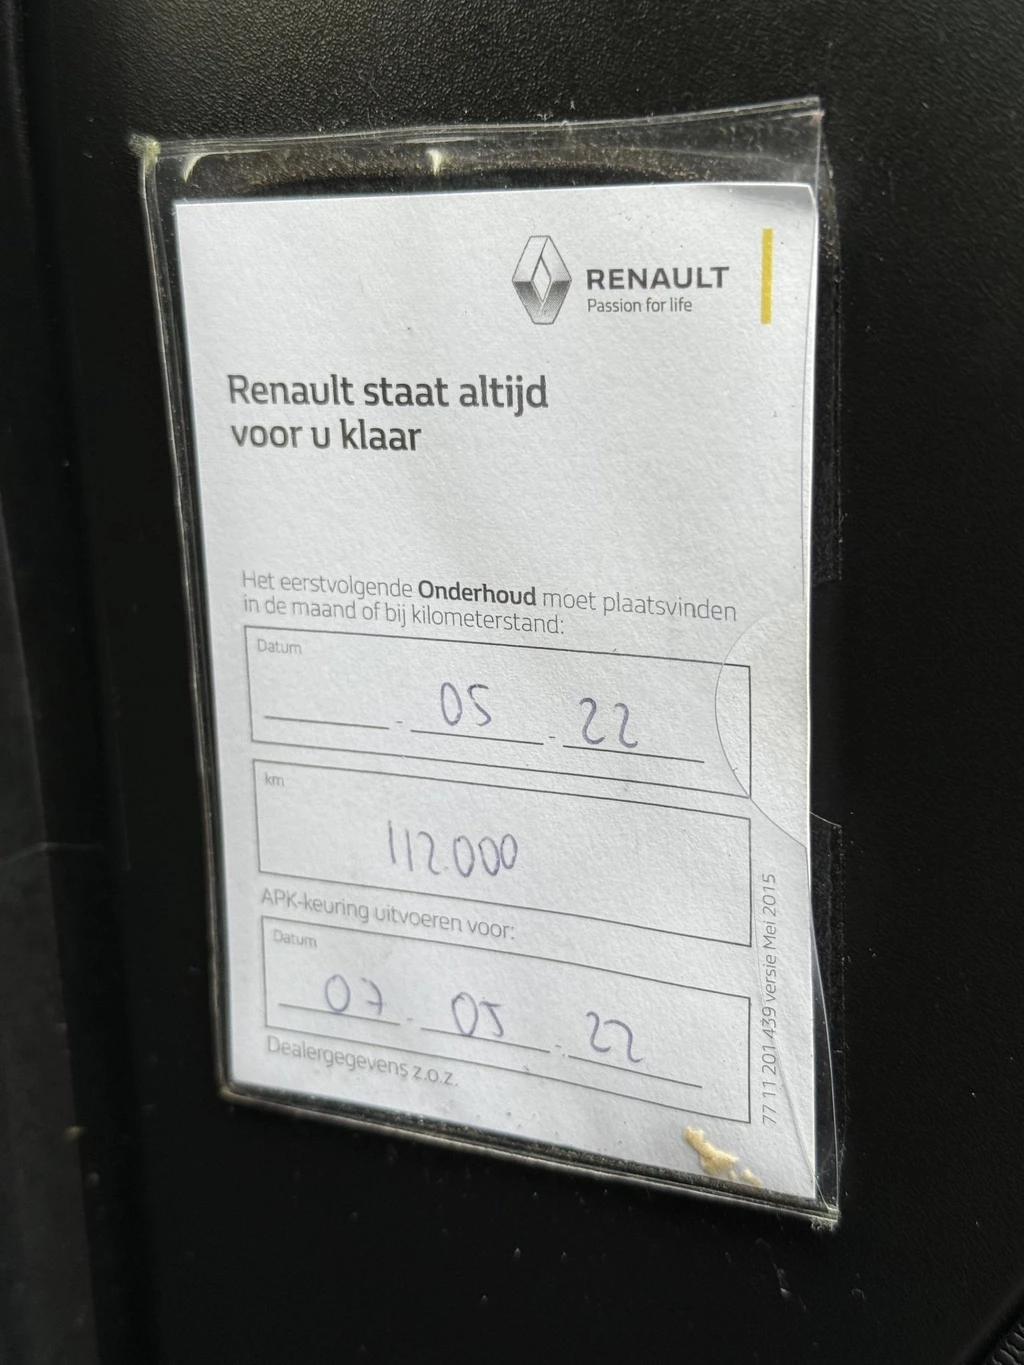 RENAULT
Passion for life
Renault staat altijd
voor u klaar
Het eerstvolgende Onderhoud moet plaatsvinden
in de maand of bij kilometerstand:
Datum
- 05 - 22
km
112.000
APK-keuring uitvoeren voor:
Datum
07 - 05 - 22
Dealergegevens z.o.z.
77 11 201 439 versie Mei 2015